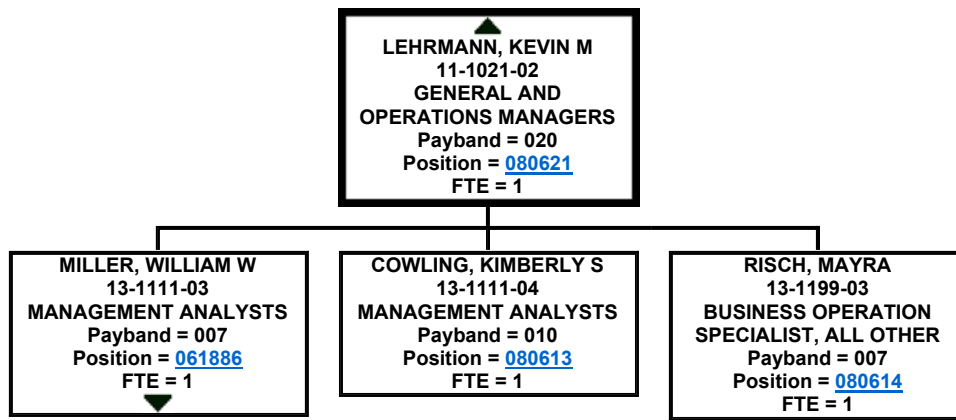 LEHRMANN, KEVIN M
11-1021-02
GENERAL AND
OPERATIONS MANAGERS
Payband = 020
Position = 080621
FTE = 1
MILLER, WILLIAM W
13-1111-03
MANAGEMENT ANALYSTS
Payband = 007
Position = 061886
FTE = 1
COWLING, KIMBERLY S
13-1111-04
MANAGEMENT ANALYSTS
Payband = 010
Position = 080613
FTE = 1
RISCH, MAYRA
13-1199-03
BUSINESS OPERATION
SPECIALIST, ALL OTHER
Payband = 007
Position = 080614
FTE = 1